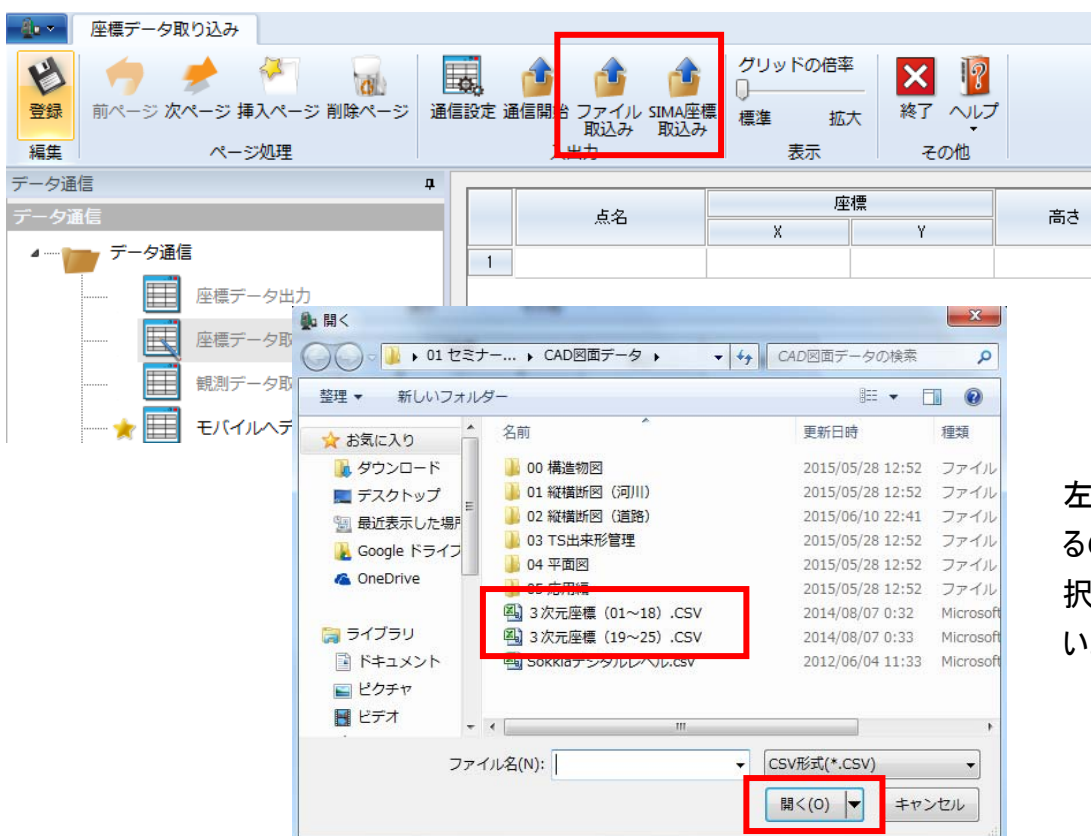 座標データ取り込み
登録
前ページ 次ページ 挿入ページ 削除ページ
通信設定 通信開始 ファイル取込み SIMA座標取込み
グリッドの倍率
標準 拡大
終了 ヘルプ
編集 ページ処理 入出力 表示 その他
データ通信
データ通信
データ通信
座標データ出力
座標データ取
観測データ取
モバイルへデ
点名 座標 高さ
X Y
1
開く
01 セミナー... CAD図面データ
CAD図面データの検索
整理 新しいフォルダー
名前 更新日時 種類
お気に入り
ダウンロード
デスクトップ
最近表示した場所
Google ドライブ
OneDrive
ライブラリ
ドキュメント
ピクチャ
ビデオ
00 構造物図 2015/05/28 12:52 ファイル
01 縦横断図（河川） 2015/05/28 12:52 ファイル
02 縦横断図（道路） 2015/06/10 22:41 ファイル
03 TS出来形管理 2015/05/28 12:52 ファイル
04 平面図 2015/05/28 12:52 ファイル
05 応用編 2015/05/28 12:52 ファイル
３次元座標（01～18）.CSV 2014/08/07 0:32 Microsoft
３次元座標（19～25）.CSV 2014/08/07 0:33 Microsoft
Sokkiaデジタルレベル.csv 2012/06/04 11:33 Microsoft
ファイル名(N):
CSV形式(*.CSV)
開く(O) キャンセル
左
るの
択
い